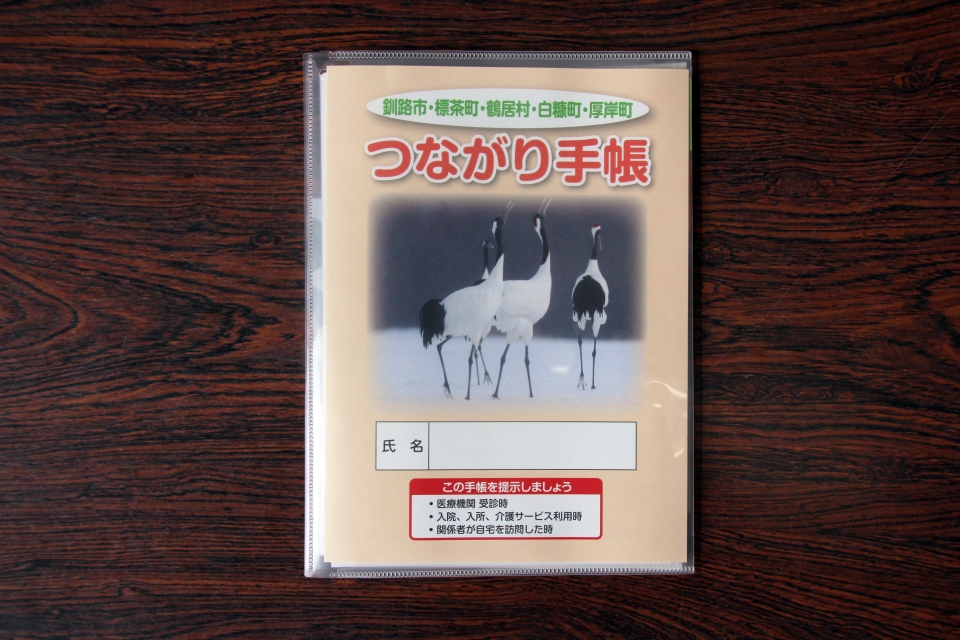 釧路市・標茶町・鶴居村・白糠町・厚岸町
つながり手帳
氏 名
この手帳を提示しましょう
・医療機関 受診時
・入院、入所、介護サービス利用時
・関係者が自宅を訪問した時